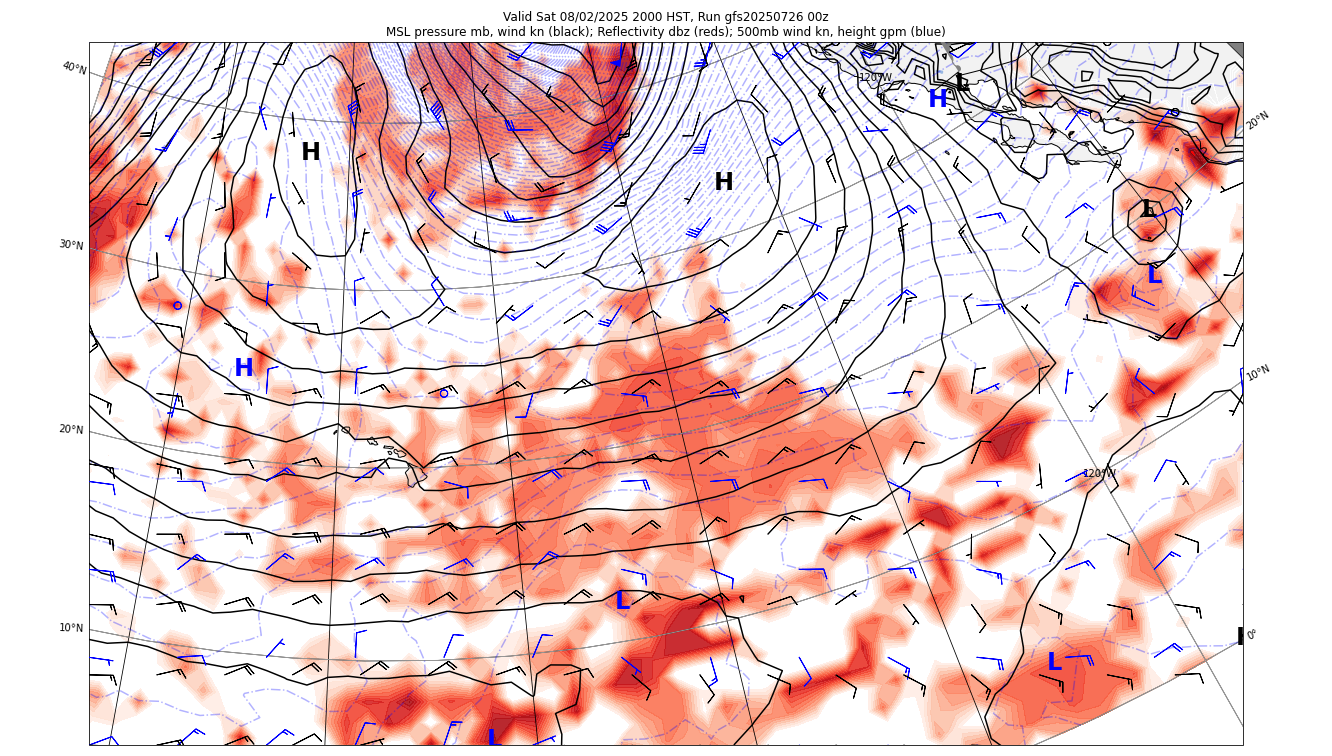 Valid Sat 08/02/2025 2000 HST, Run gfs20250726 00z
MSL pressure mb, wind kn (black); Reflectivity dbz (reds); 500mb wind kn, height gpm (blue)
40°N
120°W
L
H
20°N
H
H
L
30°N
L
H
10°N
20°N
120°W
L
10°N
0°
L
L